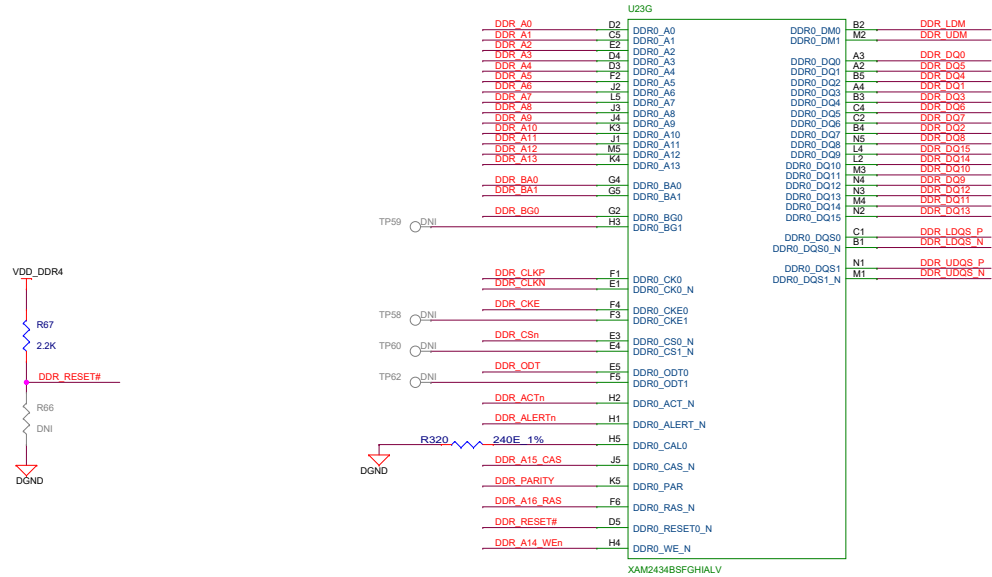 U23G
DDR_A0 D2 DDR0_A0 DDR0_DM0 B2 DDR_LDM
DDR_A1 C5 DDR0_A1 DDR0_DM1 M2 DDR_UDM
DDR_A2 E2 DDR0_A2
DDR_A3 D4 DDR0_A3 DDR0_DQ0 A3 DDR_DQ0
DDR_A4 D3 DDR0_A4 DDR0_DQ1 A2 DDR_DQ5
DDR_A5 F2 DDR0_A5 DDR0_DQ2 B5 DDR_DQ4
DDR_A6 J2 DDR0_A6 DDR0_DQ3 A4 DDR_DQ1
DDR_A7 L5 DDR0_A7 DDR0_DQ4 B3 DDR_DQ3
DDR_A8 J3 DDR0_A8 DDR0_DQ5 C4 DDR_DQ6
DDR_A9 J4 DDR0_A9 DDR0_DQ6 C2 DDR_DQ7
DDR_A10 K3 DDR0_A10 DDR0_DQ7 B4 DDR_DQ2
DDR_A11 J1 DDR0_A11 DDR0_DQ8 N5 DDR_DQ8
DDR_A12 M5 DDR0_A12 DDR0_DQ9 L4 DDR_DQ15
DDR_A13 K4 DDR0_A13 DDR0_DQ10 L2 DDR_DQ14
DDR0_DQ11 M3 DDR_DQ10
DDR_BA0 G4 DDR0_BA0 DDR0_DQ12 N4 DDR_DQ9
DDR_BA1 G5 DDR0_BA1 DDR0_DQ13 N3 DDR_DQ12
DDR0_DQ14 M4 DDR_DQ11
DDR_BG0 G2 DDR0_BG0 DDR0_DQ15 N2 DDR_DQ13
TP59 DNI H3 DDR0_BG1
DDR0_DQS0 C1 DDR_LDQS_P
DDR0_DQS0_N B1 DDR_LDQS_N
DDR0_DQS1 N1 DDR_UDQS_P
DDR_CLKP F1 DDR0_CK0 DDR0_DQS1_N M1 DDR_UDQS_N
DDR_CLKN E1 DDR0_CK0_N
DDR_CKE F4 DDR0_CKE0
TP58 DNI F3 DDR0_CKE1
DDR_CSn E3 DDR0_CS0_N
TP60 DNI E4 DDR0_CS1_N
DDR_ODT E5 DDR0_ODT0
TP62 DNI F5 DDR0_ODT1
DDR_ACTn H2 DDR0_ACT_N
DDR_ALERTn H1 DDR0_ALERT_N
R320 240E 1% H5 DDR0_CAL0
DGND
DDR_A15_CAS J5 DDR0_CAS_N
DDR_PARITY K5 DDR0_PAR
DDR_A16_RAS F6 DDR0_RAS_N
DDR_RESET# D5 DDR0_RESET0_N
DDR_A14_WEn H4 DDR0_WE_N
XAM2434BSFGHIALV
VDD_DDR4
R67
2.2K
DDR_RESET#
R66
DNI
DGND